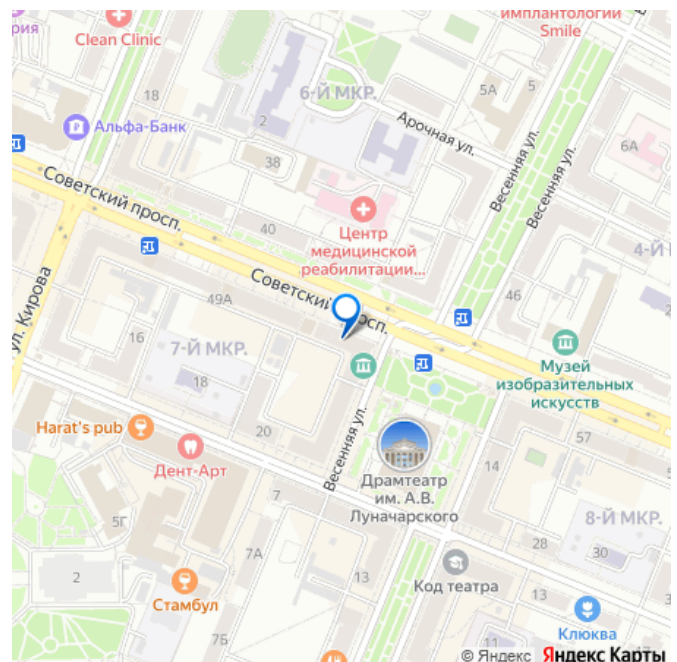 имплантологии
Smile
рия
Clean Clinic
5
6-Й МКР.
5А
18
Арочная ул.
2
Альфа-Банк
6А
Весенняя ул.
Весенняя ул.
38
Советский просп.
40
Центр
медицинской
реабилитации...
4-Й
Советский просп.
49А
46
ул. Кирова
16
7-Й МКР.
18
Музей
изобразительных
искусств
Harat's pub
20
Дент-Арт
Весенняя ул.
57
Драмтеатр
им. А.В.
Луначарского
14
7
5Г
8-Й МКР.
7А
28
30
2
13
Код театра
Стамбул
13
7Б
Клюква
11
17
© Яндекс Яндекс Карты